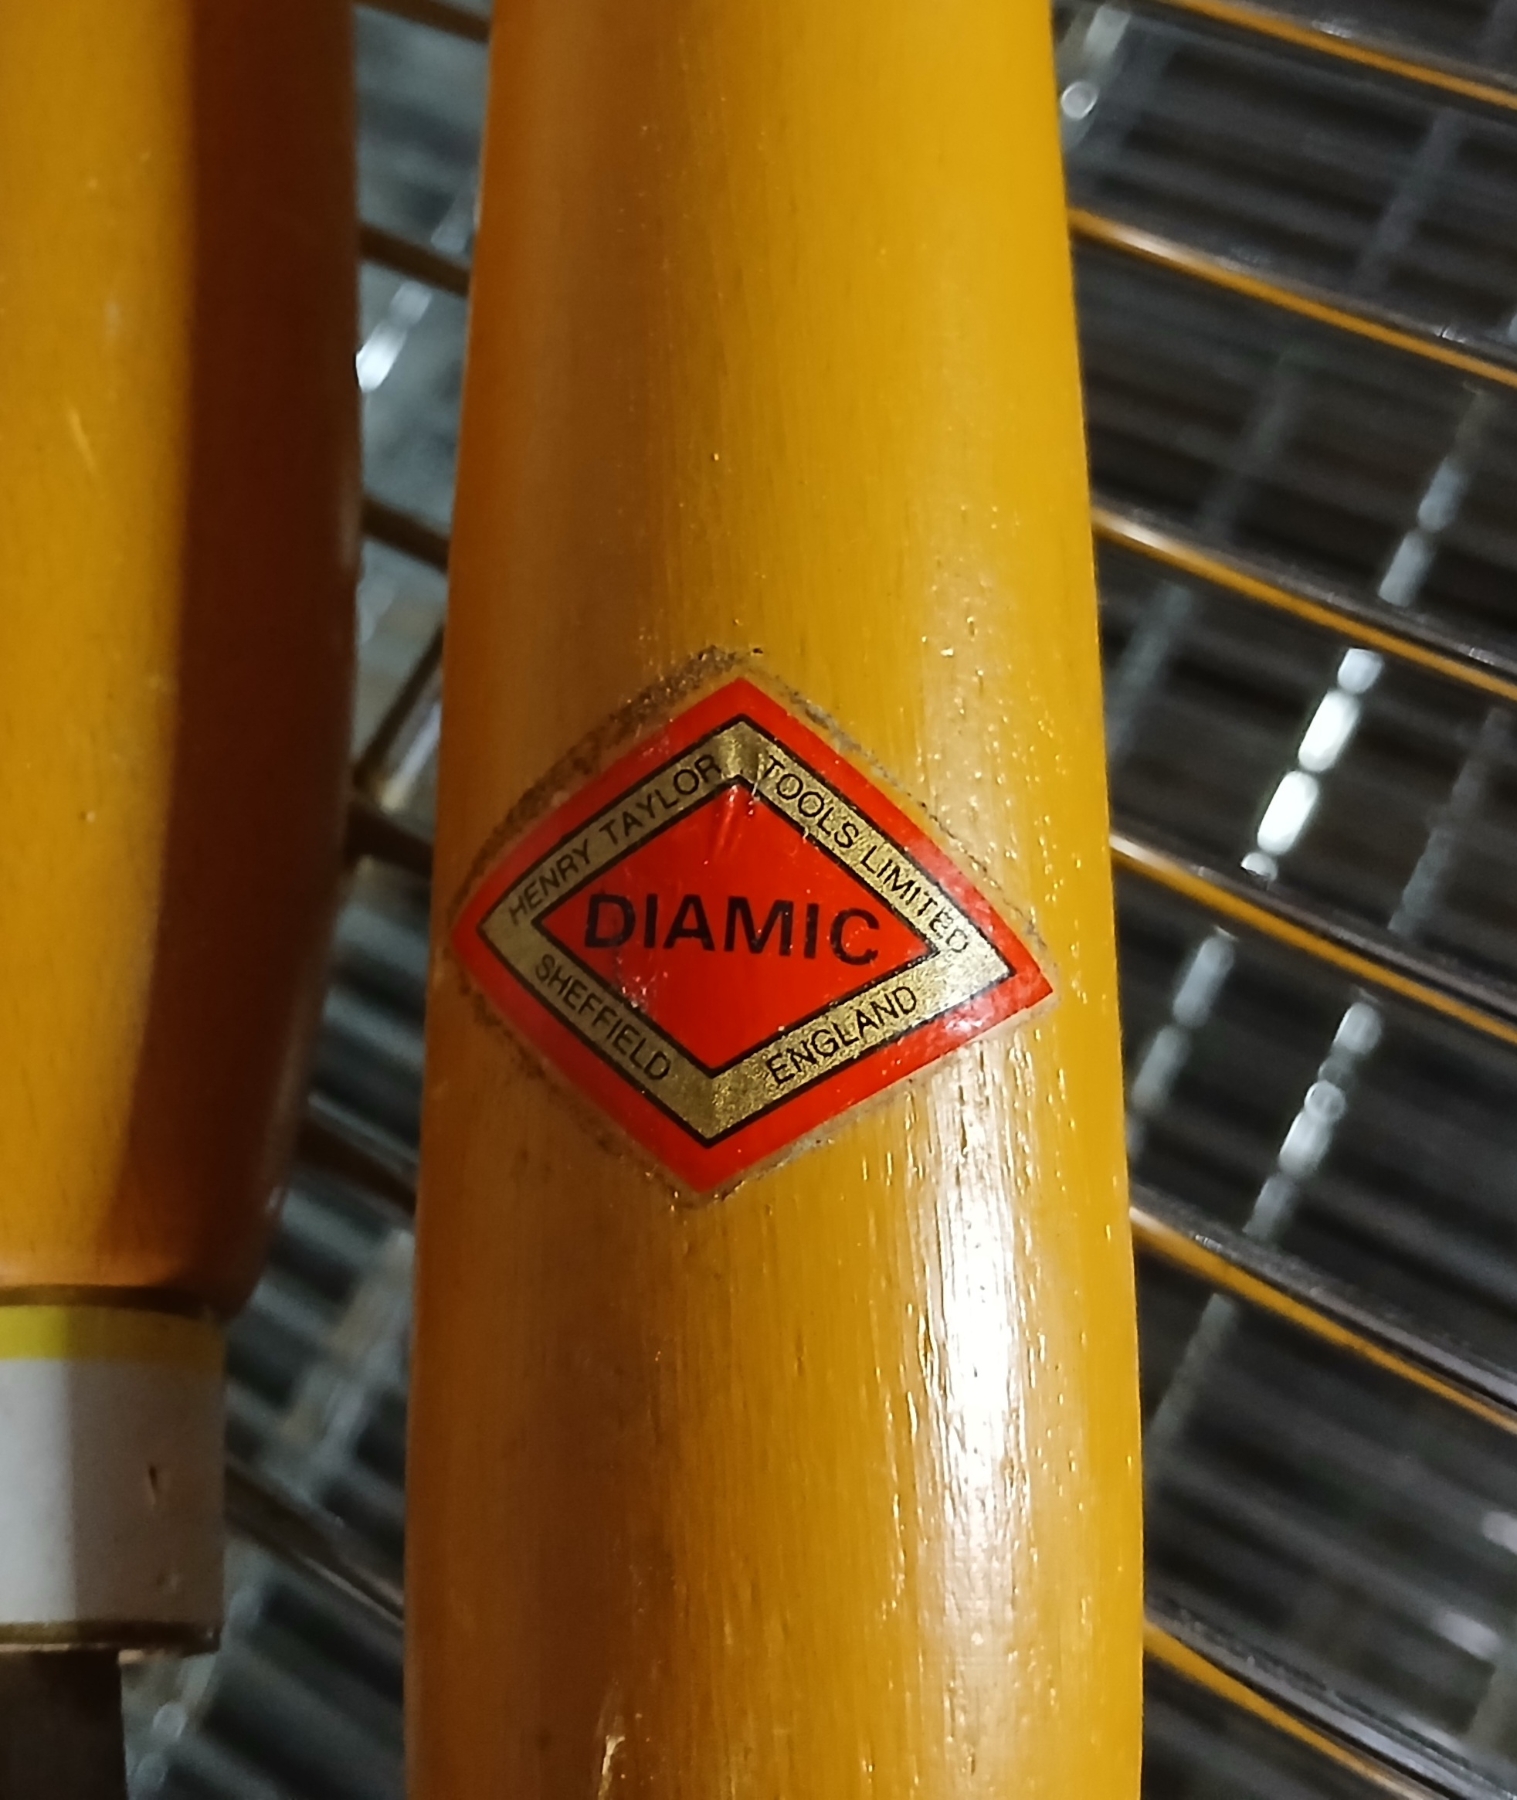 HENRY TAYLOR TOOLS LIMITED
DIAMIC
SHEFFIELD ENGLAND